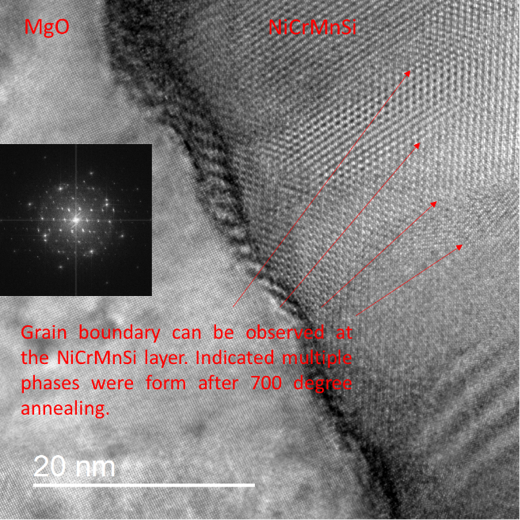 MgO NiCrMnSi
Grain boundary can be observed at
the NiCrMnSi layer. Indicated multiple
phases were form after 700 degree
annealing.
20 nm